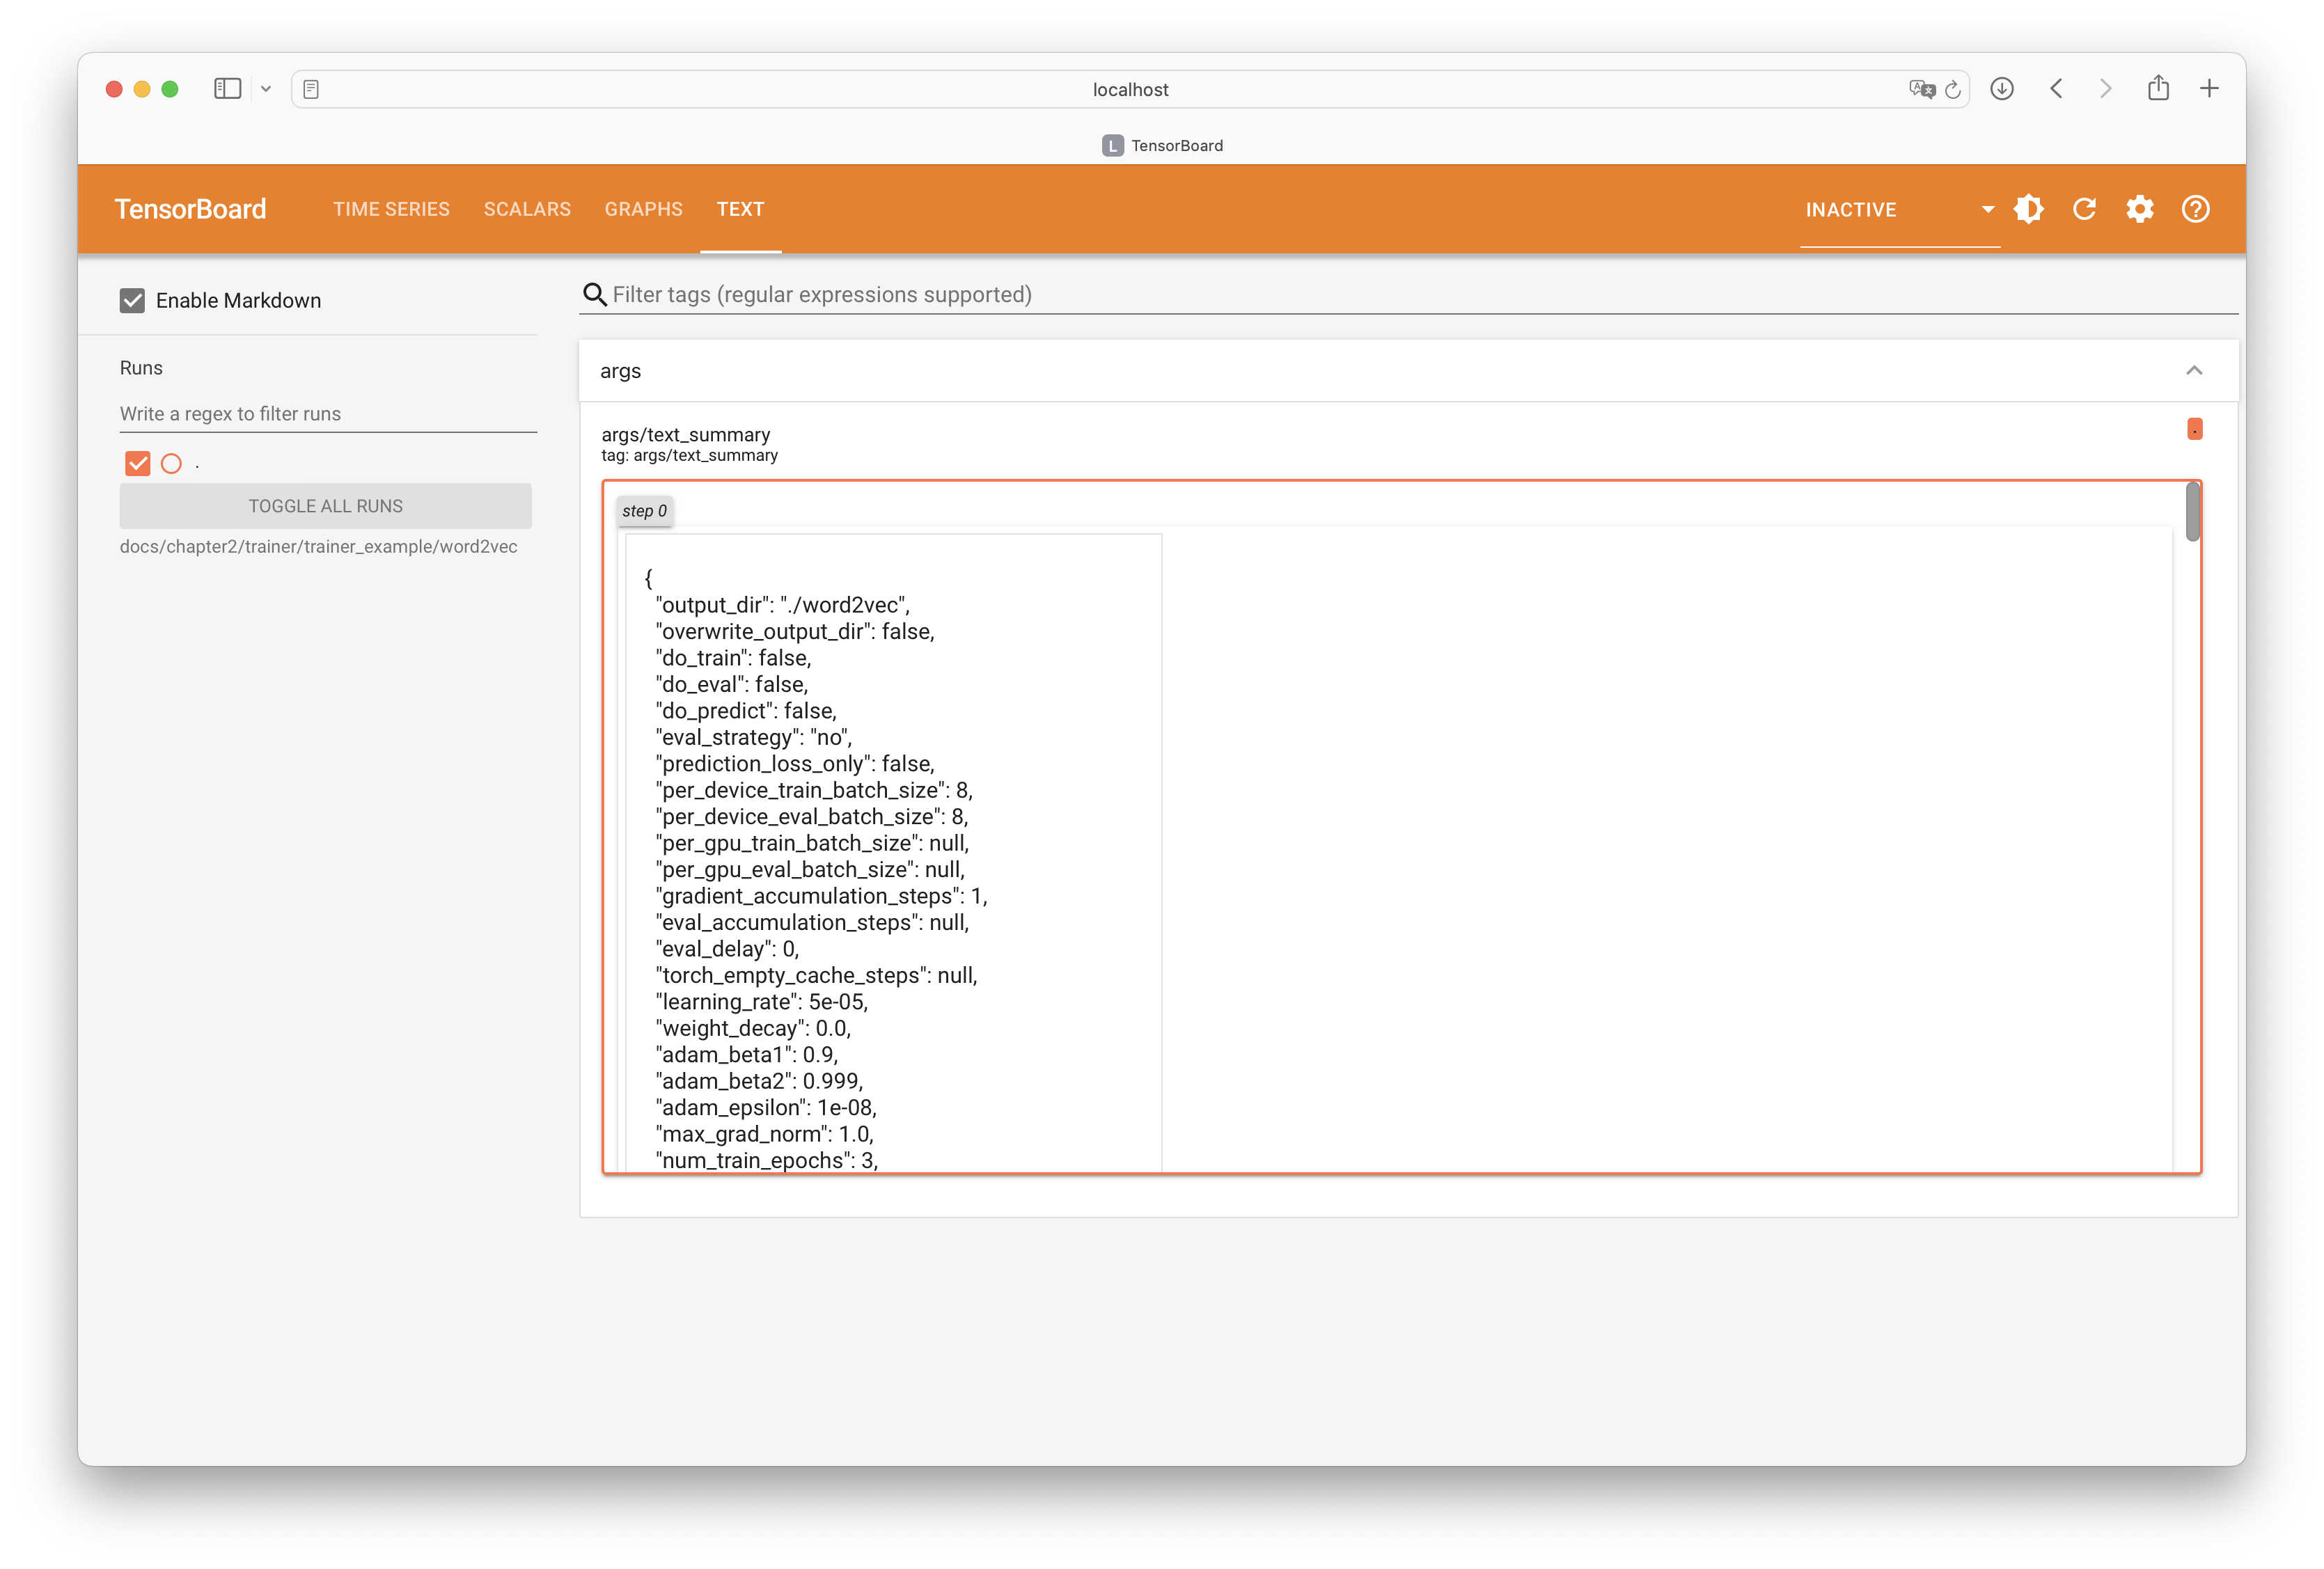 localhost
L TensorBoard
TensorBoard TIME SERIES SCALARS GRAPHS TEXT INACTIVE
Enable Markdown
Filter tags (regular expressions supported)
Runs
Write a regex to filter runs
.
TOGGLE ALL RUNS
docs/chapter2/trainer/trainer_example/word2vec
args
args/text_summary
tag: args/text_summary
.
step 0
{
"output_dir": "./word2vec",
"overwrite_output_dir": false,
"do_train": false,
"do_eval": false,
"do_predict": false,
"eval_strategy": "no",
"prediction_loss_only": false,
"per_device_train_batch_size": 8,
"per_device_eval_batch_size": 8,
"per_gpu_train_batch_size": null,
"per_gpu_eval_batch_size": null,
"gradient_accumulation_steps": 1,
"eval_accumulation_steps": null,
"eval_delay": 0,
"torch_empty_cache_steps": null,
"learning_rate": 5e-05,
"weight_decay": 0.0,
"adam_beta1": 0.9,
"adam_beta2": 0.999,
"adam_epsilon": 1e-08,
"max_grad_norm": 1.0,
"num_train_epochs": 3,